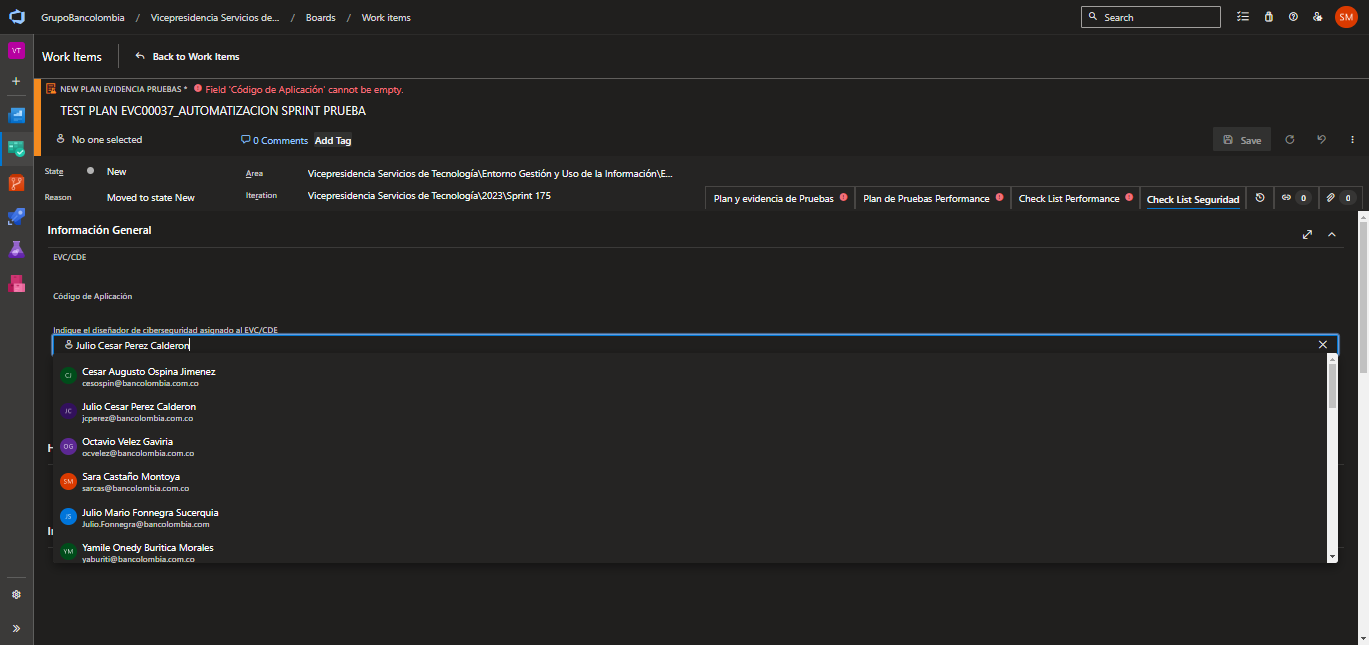 GrupoBancolombia / Vicepresidencia Servicios de... / Boards / Work items
Search
SM
VT
Work Items
Back to Work Items
NEW PLAN EVIDENCIA PRUEBAS * Field 'Código de Aplicación' cannot be empty.
TEST PLAN EVC00037_AUTOMATIZACION SPRINT PRUEBA
No one selected
0 Comments
Add Tag
Save
State
New
Area
Vicepresidencia Servicios de Tecnología\Entorno Gestión y Uso de la Información\E...
Reason
Moved to state New
Iteration
Vicepresidencia Servicios de Tecnología\2023\Sprint 175
Plan y evidencia de Pruebas
Plan de Pruebas Performance
Check List Performance
Check List Seguridad
0
0
Información General
EVC/CDE
Código de Aplicación
Indique el diseñador de ciberseguridad asignado al EVC/CDE
Julio Cesar Perez Calderon
CJ
Cesar Augusto Ospina Jimenez
cesospin@bancolombia.com.co
JC
Julio Cesar Perez Calderon
jcperez@bancolombia.com.co
OG
Octavio Velez Gaviria
ocvelez@bancolombia.com.co
SM
Sara Castaño Montoya
sarcas@bancolombia.com.co
JS
Julio Mario Fonnegra Sucerquia
Julio.Fonnegra@bancolombia.com
YM
Yamile Onedy Buritica Morales
yaburiti@bancolombia.com.co